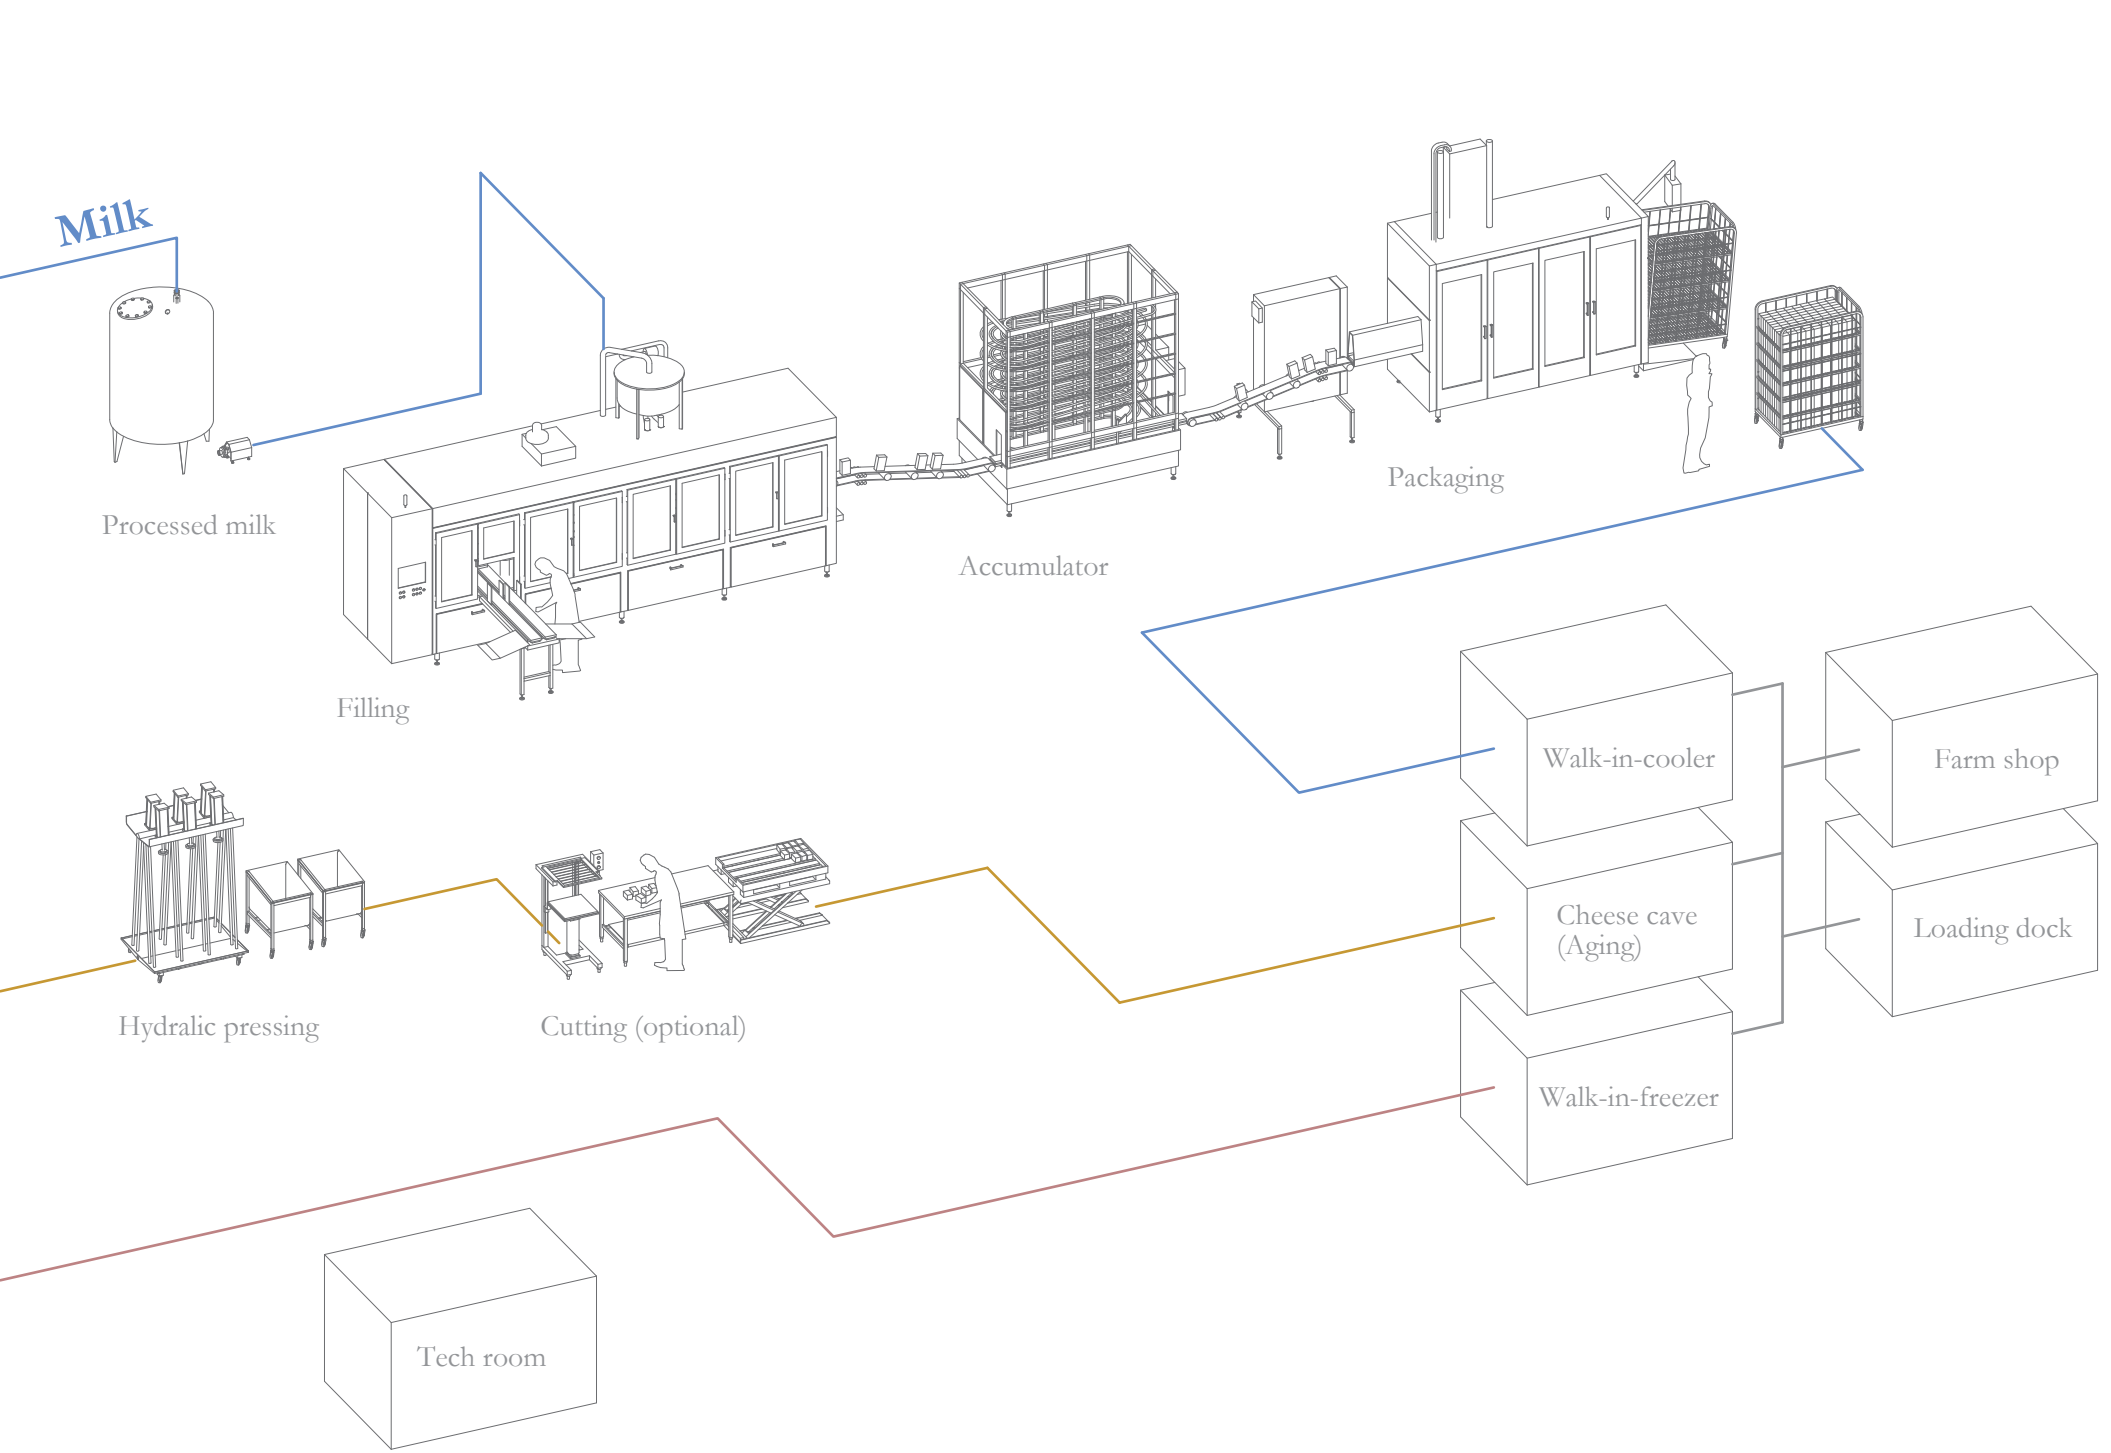 Milk
Processed milk
Filling
Accumulator
Packaging
Walk-in-cooler
Farm shop
Cheese cave
(Aging)
Loading dock
Hydralic pressing
Cutting (optional)
Walk-in-freezer
Tech room